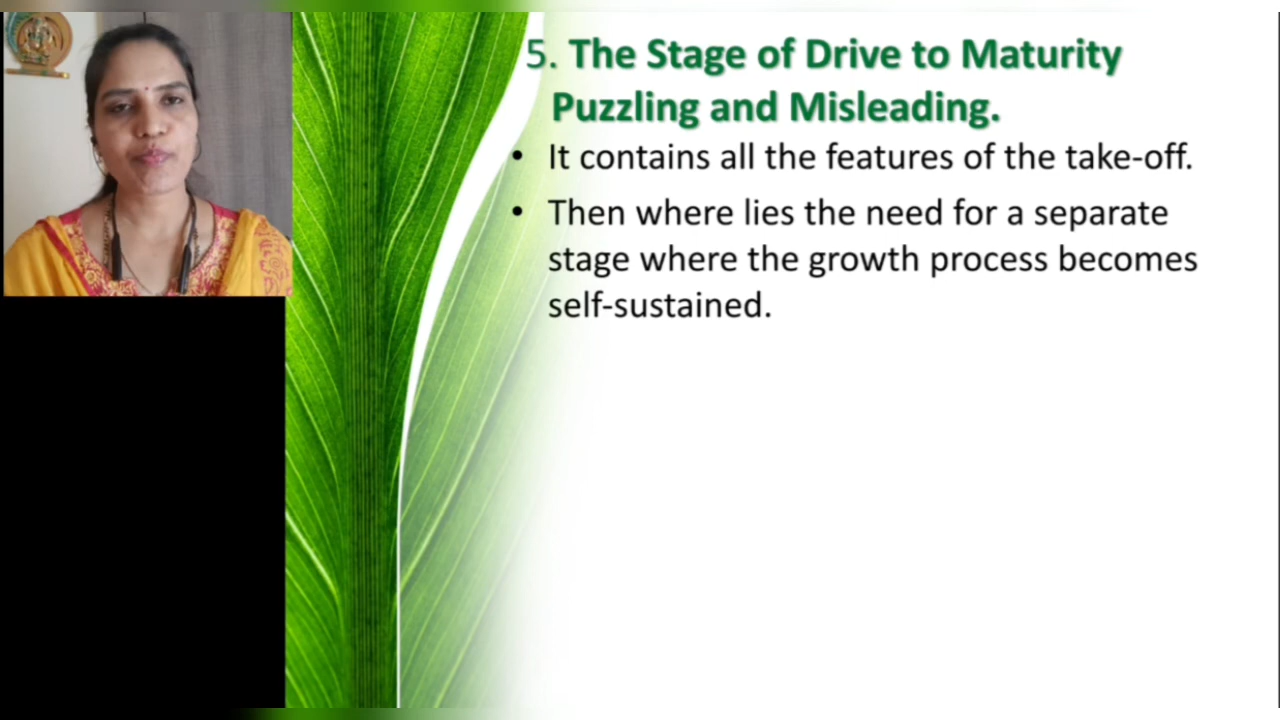 5. The Stage of Drive to Maturity
Puzzling and Misleading.
• It contains all the features of the take-off.
• Then where lies the need for a separate
stage where the growth process becomes
self-sustained.